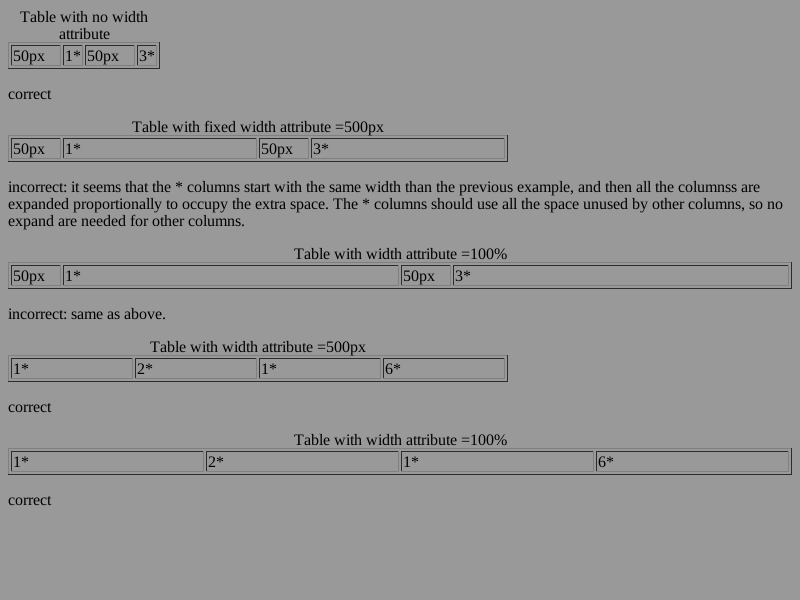 Table with no width
attribute
50px 1* 50px 3*
correct
Table with fixed width attribute =500px
50px 1* 50px 3*
incorrect: it seems that the * columns start with the same width than the previous example, and then all the columnss are
expanded proportionally to occupy the extra space. The * columns should use all the space unused by other columns, so no
expand are needed for other columns.
Table with width attribute =100%
50px 1* 50px 3*
incorrect: same as above.
Table with width attribute =500px
1* 2* 1* 6*
correct
Table with width attribute =100%
1* 2* 1* 6*
correct